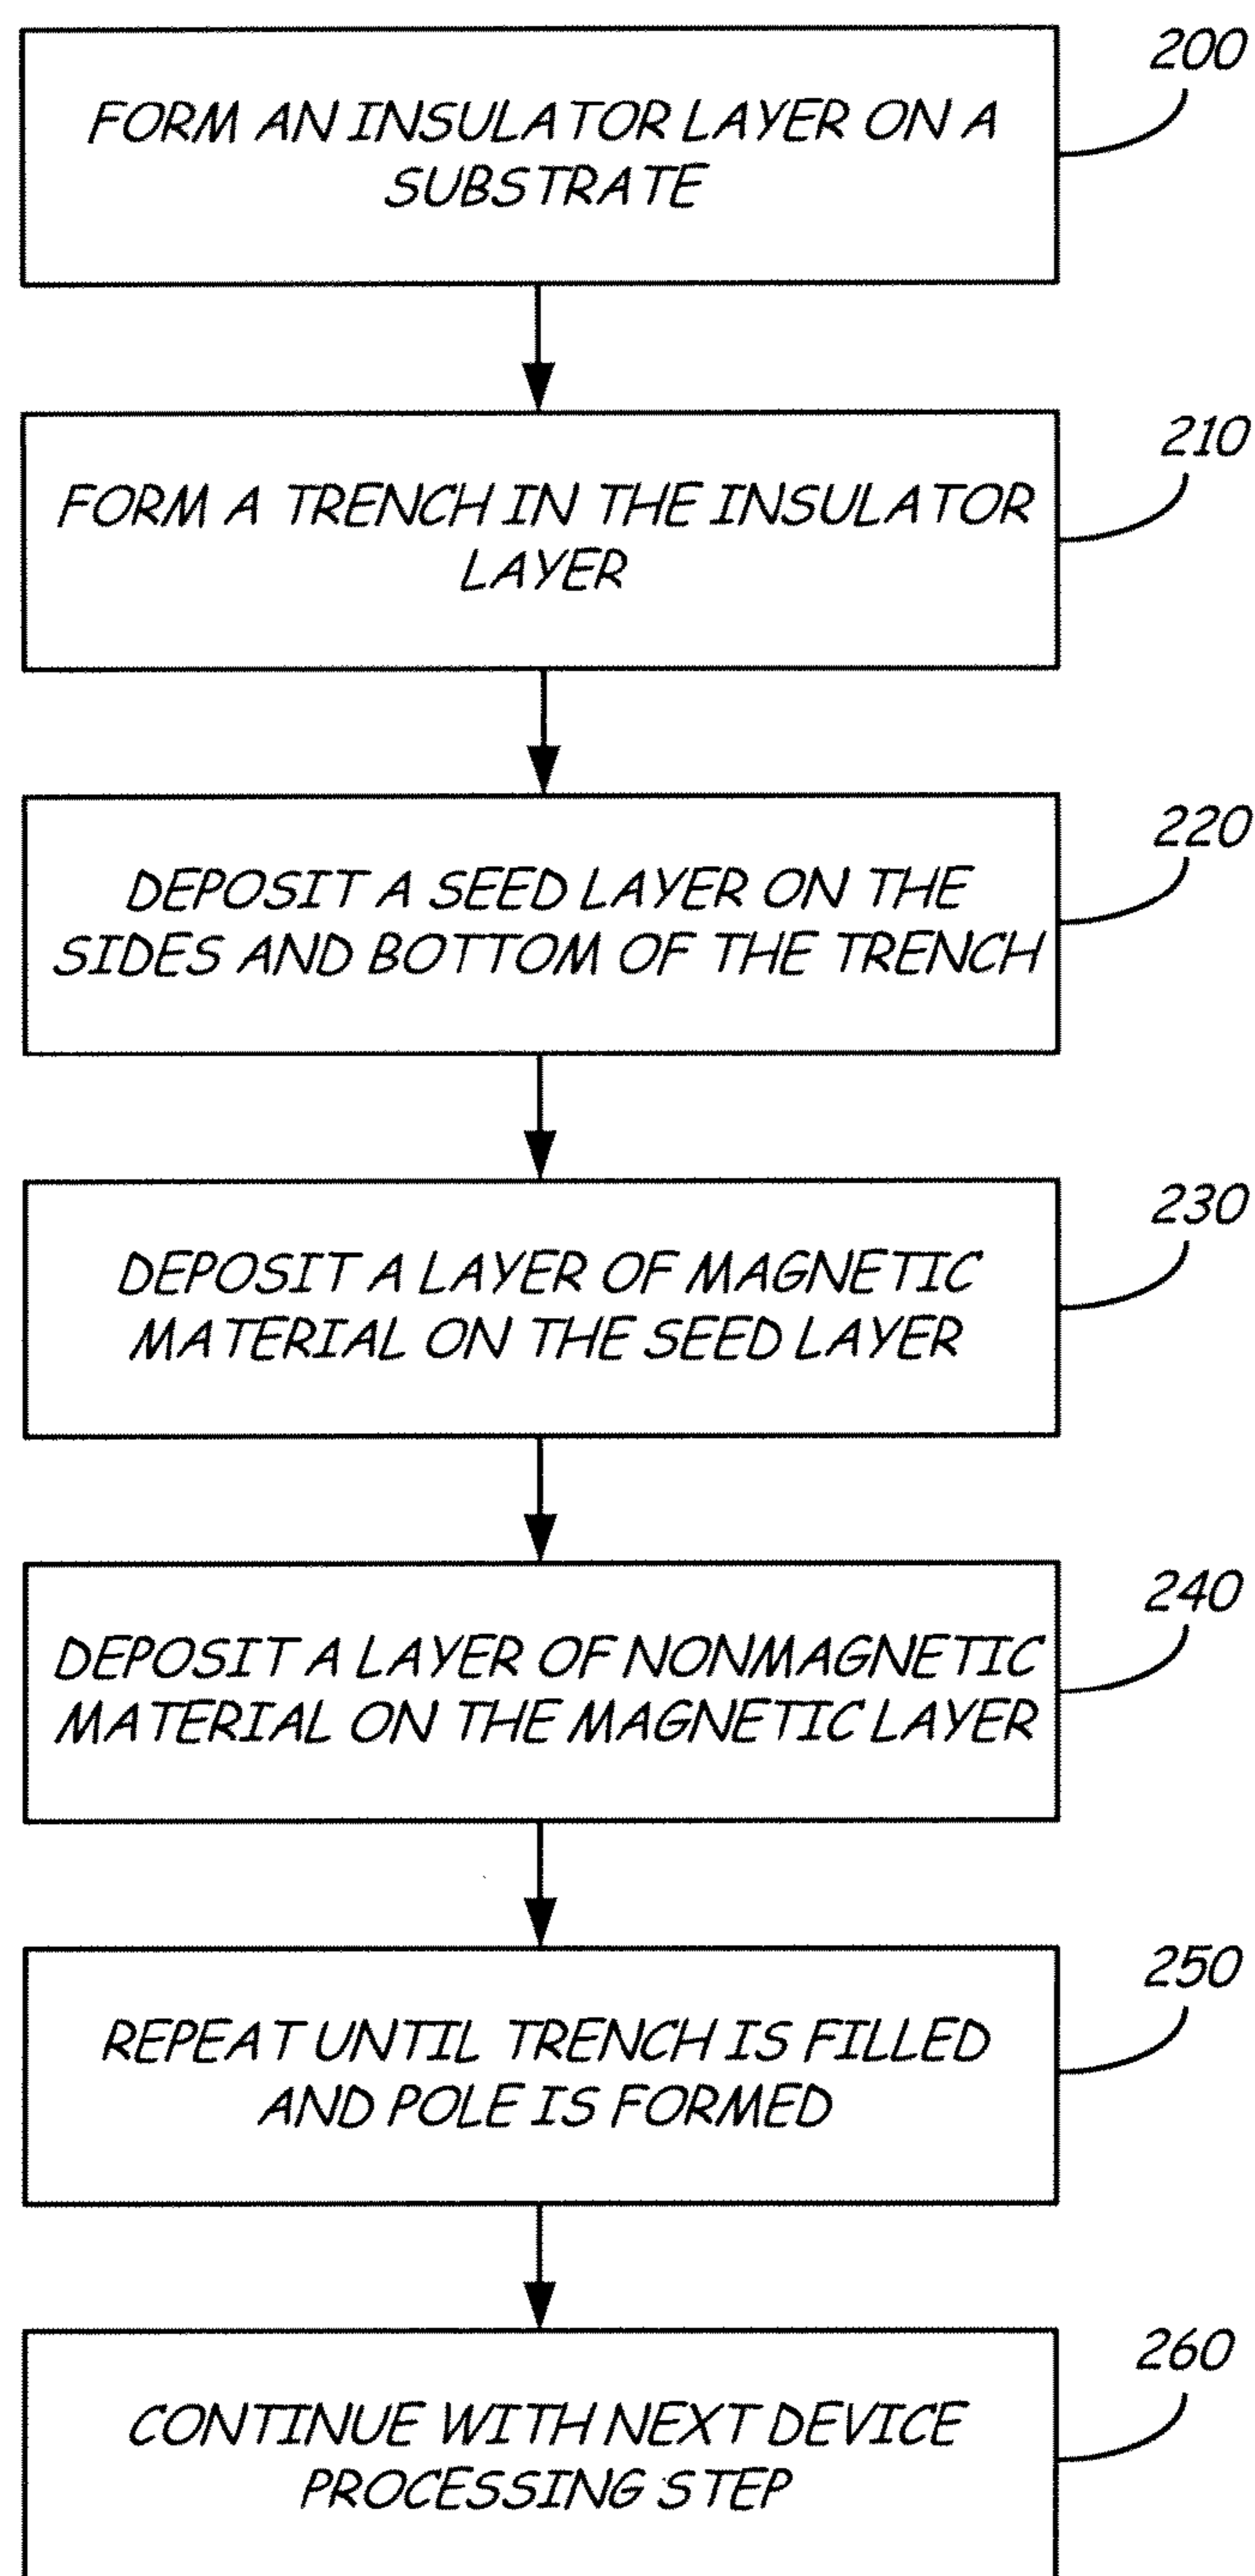 200
FORM AN INSULATOR LAYER ON A
SUBSTRATE
210
FORM A TRENCH IN THE INSULATOR
LAYER
220
DEPOSIT A SEED LAYER ON THE
SIDES AND BOTTOM OF THE TRENCH
230
DEPOSIT A LAYER OF MAGNETIC
MATERIAL ON THE SEED LAYER
240
DEPOSIT A LAYER OF NONMAGNETIC
MATERIAL ON THE MAGNETIC LAYER
250
REPEAT UNTIL TRENCH IS FILLED
AND POLE IS FORMED
260
CONTINUE WITH NEXT DEVICE
PROCESSING STEP